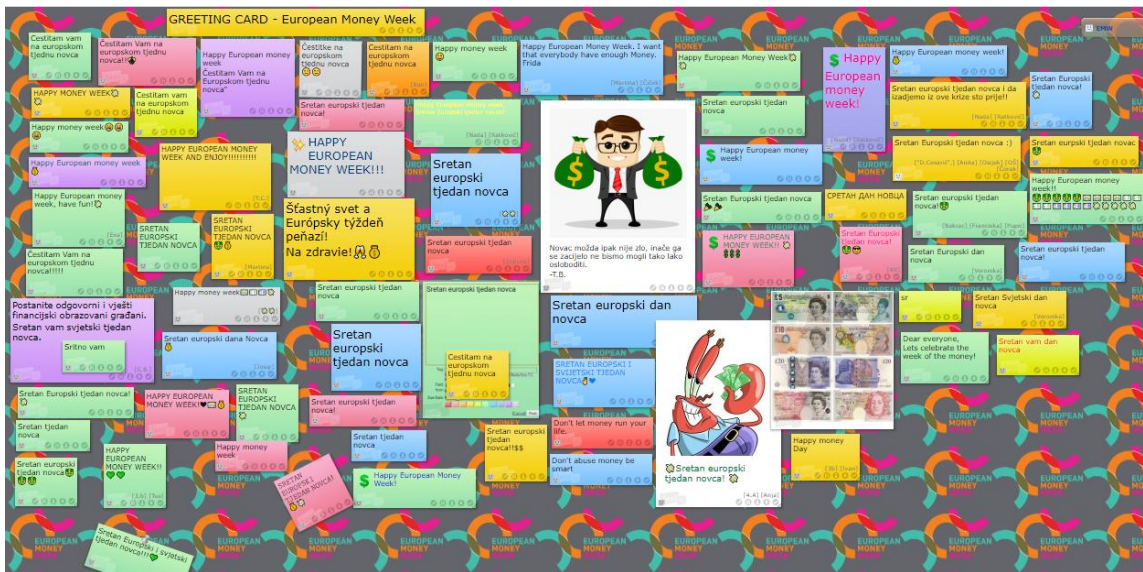 GREETING CARD - European Money Week
EMW
Čestitam vam
na europskom
tjednu novca
Čestitam Vam na
Europskom tjednu
novca!!
Happy European money
week
Čestitam Vam na
Europskom tjednu
novca"
Čestitke na
europskom tjednu
novcu
Čestitam na
europskom tjednu
novca
Happy money week
Happy European Money Week. I want
that everybody have enough Money.
Frida
Happy European Money Week
$ Happy
European
money
week!
Happy European money week!
HAPPY MONEY WEEK
Čestitam vam
na europskom
tjednu novca
Sretan europski tjedan
novca
Sretan europski tjedan
novca
Sretan europski tjedan novca i da
izadjemo iz ove krize sto prije!!
Sretan Europski
tjedan novca!
Happy money week
HAPPY EUROPEAN MONEY
WEEK AND ENJOY!!!!!!!!!!
[T.C.]
HAPPY
EUROPEAN
MONEY WEEK!!!
Happy European money week
Sretan
europski
tjedan novca
$ Happy European money
week!
Sretan europski tjedan novca :)
Sretan europski tjedan novac
Happy European Money
week, have fun!
[Ena]
SRETAN
EUROPSKI
TJEDAN NOVCA
SRETAN
EUROPSKI
TJEDAN NOVCA
[Martena]
Šťastný svet a
Európsky týždeň
peňazí!
Na zdravie!
Sretan europski tjedan
novca
Novac možda ipak nije zlo, inače ga
se zacijelo ne bismo mogli tako lako
osloboditi.
-T.B.
Sretan europski tjedan novca
СРЕТАН ДАН НОВЦА
Sretan europski tjedan
novca!
Happy European Money
week!!
$ HAPPY EUROPEAN
MONEY WEEK!!
$$$
Sretan Europski
tjedan novca!
Sretan Europski dan
novca
[Veronika]
Sretan europski tjedan
novca!
Čestitam Vam na
Europskom tjednu
novca!!!!!
Postanite odgovorni i vješti
financijski obrazovani građani.
Sretan vam svjetski tjedan
novca.
Sritno vam
Happy money week
Sretan europski tjedan
novca
Sretan europski tjedan novca
Sretan europski dan
novca
sr
Sretan Svjetski dan
novca
[Veronika]
Sretan europski dana Novca
Sretan
europski
tjedan
novca
Čestitam na
europskom
tjednu novca
SRETAN EUROPSKI I
SVIJETSKI TJEDAN
NOVCA
Dear everyone,
Lets celebrate the
week of the money!
Sretan vam dan
novca
Sretan europski tjedan novca!
HAPPY EUROPEAN
MONEY WEEK!
SRETAN
EUROPSKI
TJEDAN NOVCA
Sretan europski tjedan
novca!
Sretan tjedan
novca
Happy money
week
Sretan tjedan
novca
Sretan europski
tjedan
novca!!$$
Don't let money run your
life.
Don't abuse money be
smart
Sretan europski
tjedan novca!
[4.A] [Anja]
Happy money
Day
[3b] [Ivan]
Sretan europski
tjedan novca
HAPPY
EUROPEAN
MONEY WEEK!!
SRETAN
EUROPSKI
TJEDAN NOVCA!
$ Happy European Money
Week!
Sretan Europski i svjetski
tjedan novca!!!